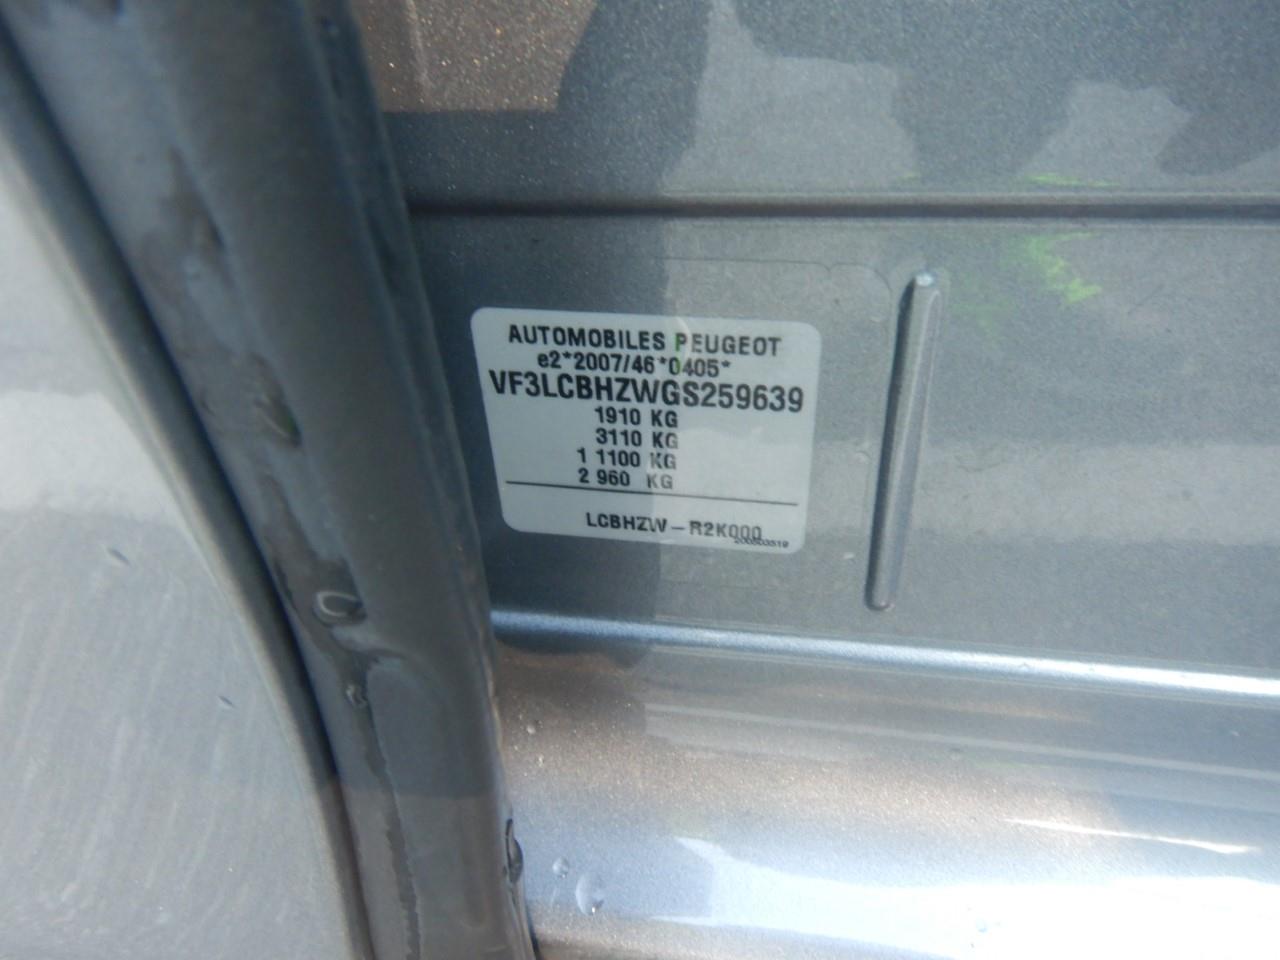 AUTOMOBILES PEUGEOT
e2*2007/46*0405*
VF3LCBHZWGS259639
1910 KG
3110 KG
1 1100 KG
2 960 KG
LCBHZW-R2K000